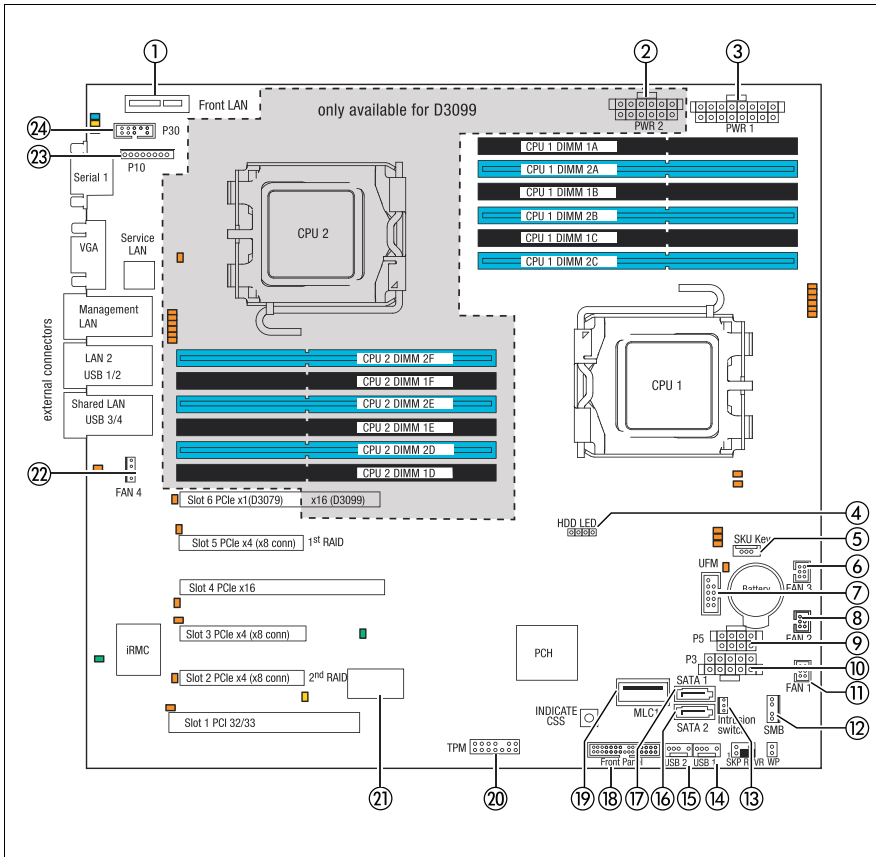 1
2
3
Front LAN
only available for D3099
24
P30
PWR 2
PWR 1
23
P10
CPU 1 DIMM 1A
CPU 1 DIMM 2A
Serial 1
CPU 1 DIMM 1B
CPU 1 DIMM 2B
VGA
Service
LAN
CPU 2
CPU 1 DIMM 1C
CPU 1 DIMM 2C
Management
LAN
external connectors
LAN 2
USB 1/2
CPU 2 DIMM 2F
CPU 2 DIMM 1F
CPU 1
Shared LAN
USB 3/4
CPU 2 DIMM 2E
CPU 2 DIMM 1E
CPU 2 DIMM 2D
CPU 2 DIMM 1D
22
FAN 4
Slot 6 PCIe x1(D3079)
x16 (D3099)
HDD LED
4
Slot 5 PCIe x4 (x8 conn)
1st RAID
SKU Key
5
UFM
6
FAN 3
Slot 4 PCIe x16
Battery
7
8
FAN 2
Slot 3 PCIe x4 (x8 conn)
P5
9
iRMC
PCH
P3
10
Slot 2 PCIe x4 (x8 conn)
2nd RAID
SATA 1
FAN 1
11
Slot 1 PCI 32/33
INDICATE
CSS
MLC1
SATA 2
Intrusion
switch
SMB
12
TPM
Front Panel
USB 2
USB 1
1
SKP
WP
21
20
19
18
17
16
15
14
13